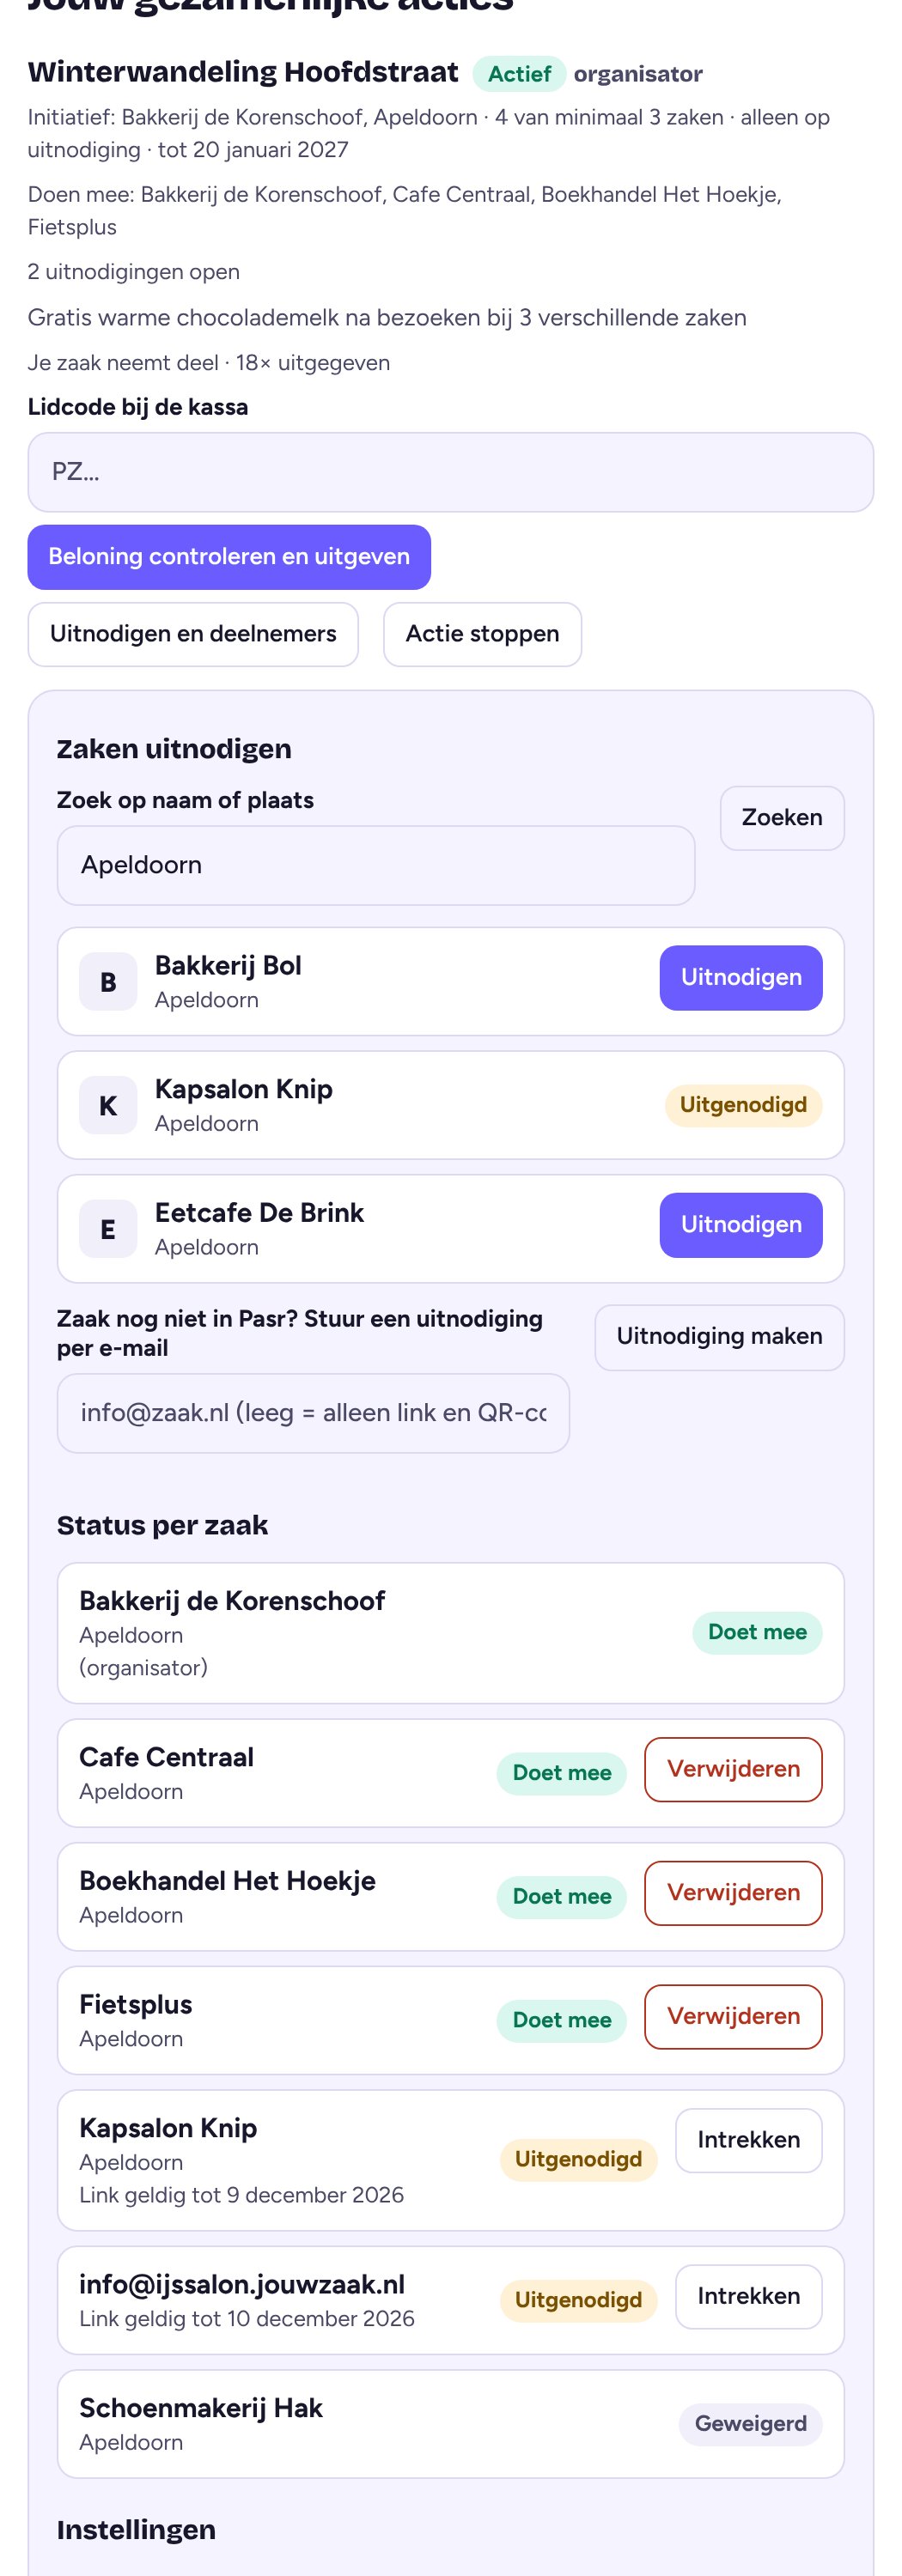 Jouw gezamenlijke acties
Winterwandeling Hoofdstraat Actief organisator
Initiatief: Bakkerij de Korenschoof, Apeldoorn · 4 van minimaal 3 zaken · alleen op
uitnodiging · tot 20 januari 2027
Doen mee: Bakkerij de Korenschoof, Cafe Centraal, Boekhandel Het Hoekje,
Fietsplus
2 uitnodigingen open
Gratis warme chocolademelk na bezoeken bij 3 verschillende zaken
Je zaak neemt deel · 18× uitgegeven
Lidcode bij de kassa
PZ...
Beloning controleren en uitgeven
Uitnodigen en deelnemers
Actie stoppen
Zaken uitnodigen
Zoek op naam of plaats
Zoeken
Apeldoorn
B
Bakkerij Bol
Apeldoorn
Uitnodigen
K
Kapsalon Knip
Apeldoorn
Uitgenodigd
E
Eetcafe De Brink
Apeldoorn
Uitnodigen
Zaak nog niet in Pasr? Stuur een uitnodiging
per e-mail
Uitnodiging maken
info@zaak.nl (leeg = alleen link en QR-co
Status per zaak
Bakkerij de Korenschoof
Apeldoorn
(organisator)
Doet mee
Cafe Centraal
Apeldoorn
Doet mee
Verwijderen
Boekhandel Het Hoekje
Apeldoorn
Doet mee
Verwijderen
Fietsplus
Apeldoorn
Doet mee
Verwijderen
Kapsalon Knip
Apeldoorn
Link geldig tot 9 december 2026
Uitgenodigd
Intrekken
info@ijssalon.jouwzaak.nl
Link geldig tot 10 december 2026
Uitgenodigd
Intrekken
Schoenmakerij Hak
Apeldoorn
Geweigerd
Instellingen